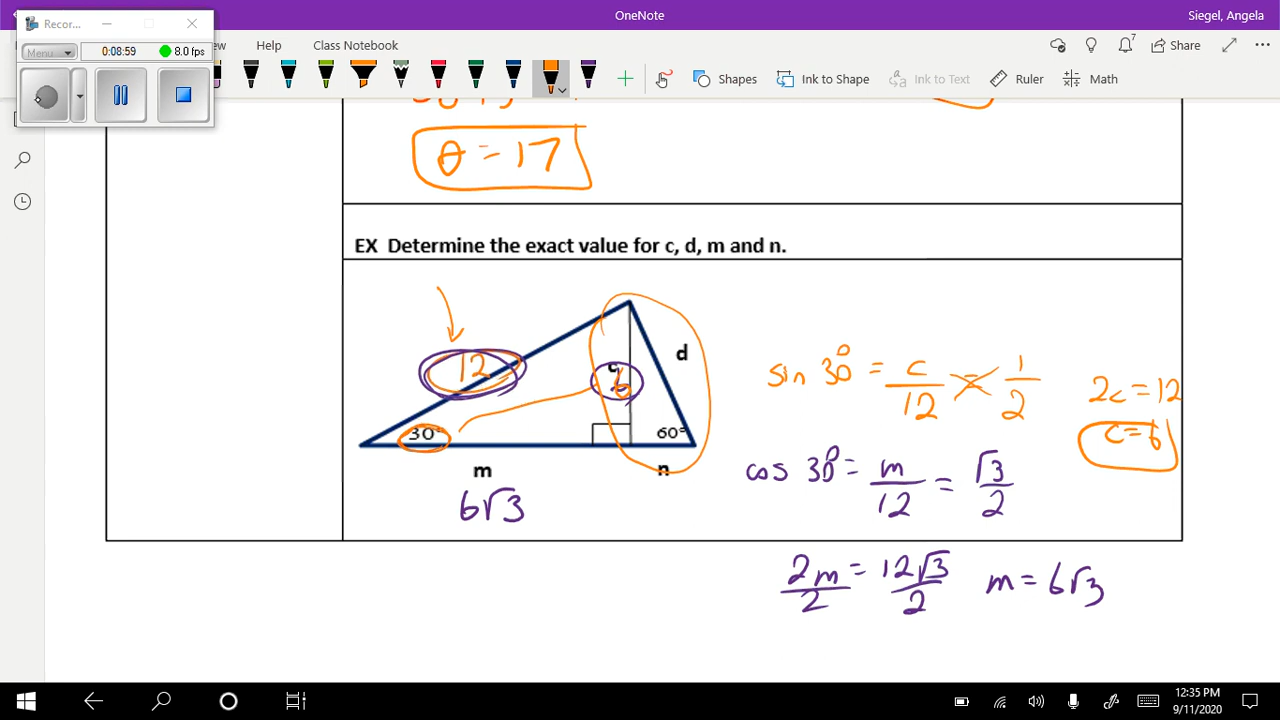 Recor...
OneNote
Siegel, Angela
Menu
0:08:59
8.0 fps
Help
Class Notebook
Share
Shapes
Ink to Shape
Ink to Text
Ruler
Math
θ = 17
EX Determine the exact value for c, d, m and n.
12
6
d
30°
60°
m
n
6√3
sin 30° = c/12 = 1/2
2c = 12
c = 6
cos 30° = m/12 = √3/2
2m/2 = 12√3/2
m = 6√3
12:35 PM
9/11/2020